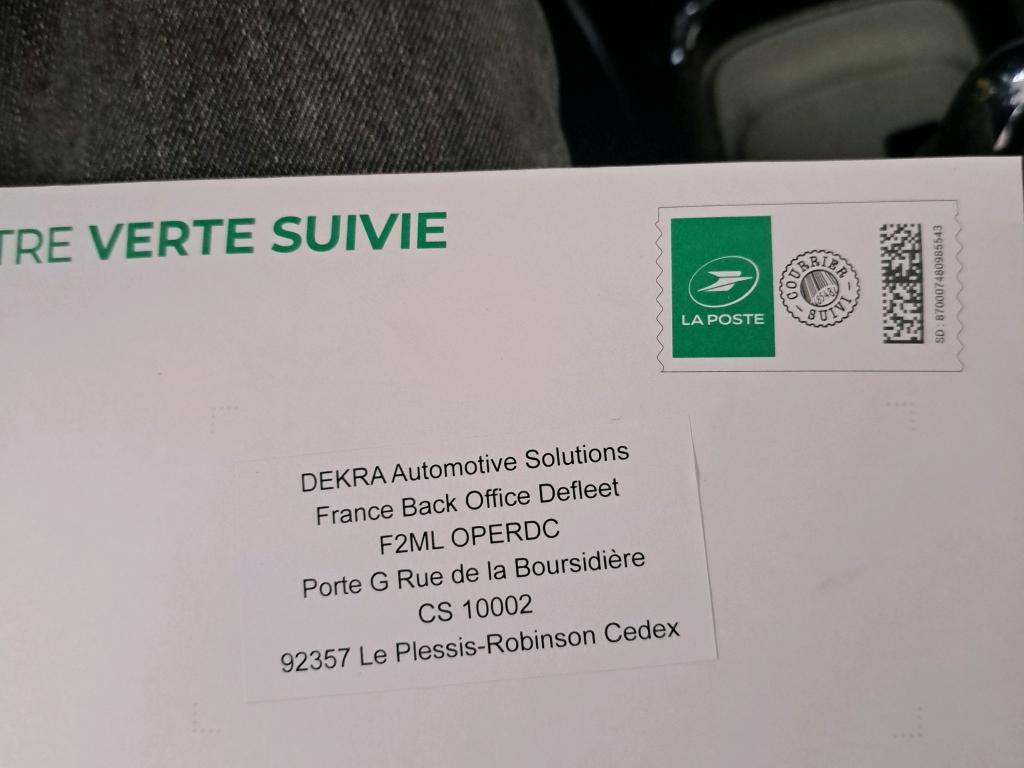 TRE VERTE SUIVIE
LA POSTE
COURRIER
SUIVI
SD : 870007480985543
DEKRA Automotive Solutions
France Back Office Defleet
F2ML OPERDC
Porte G Rue de la Boursidière
CS 10002
92357 Le Plessis-Robinson Cedex